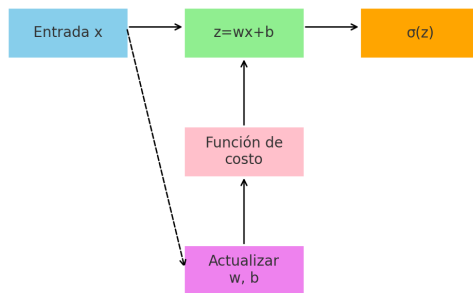 Entrada x
z=wx+b
σ(z)
Función de
costo
Actualizar
w, b